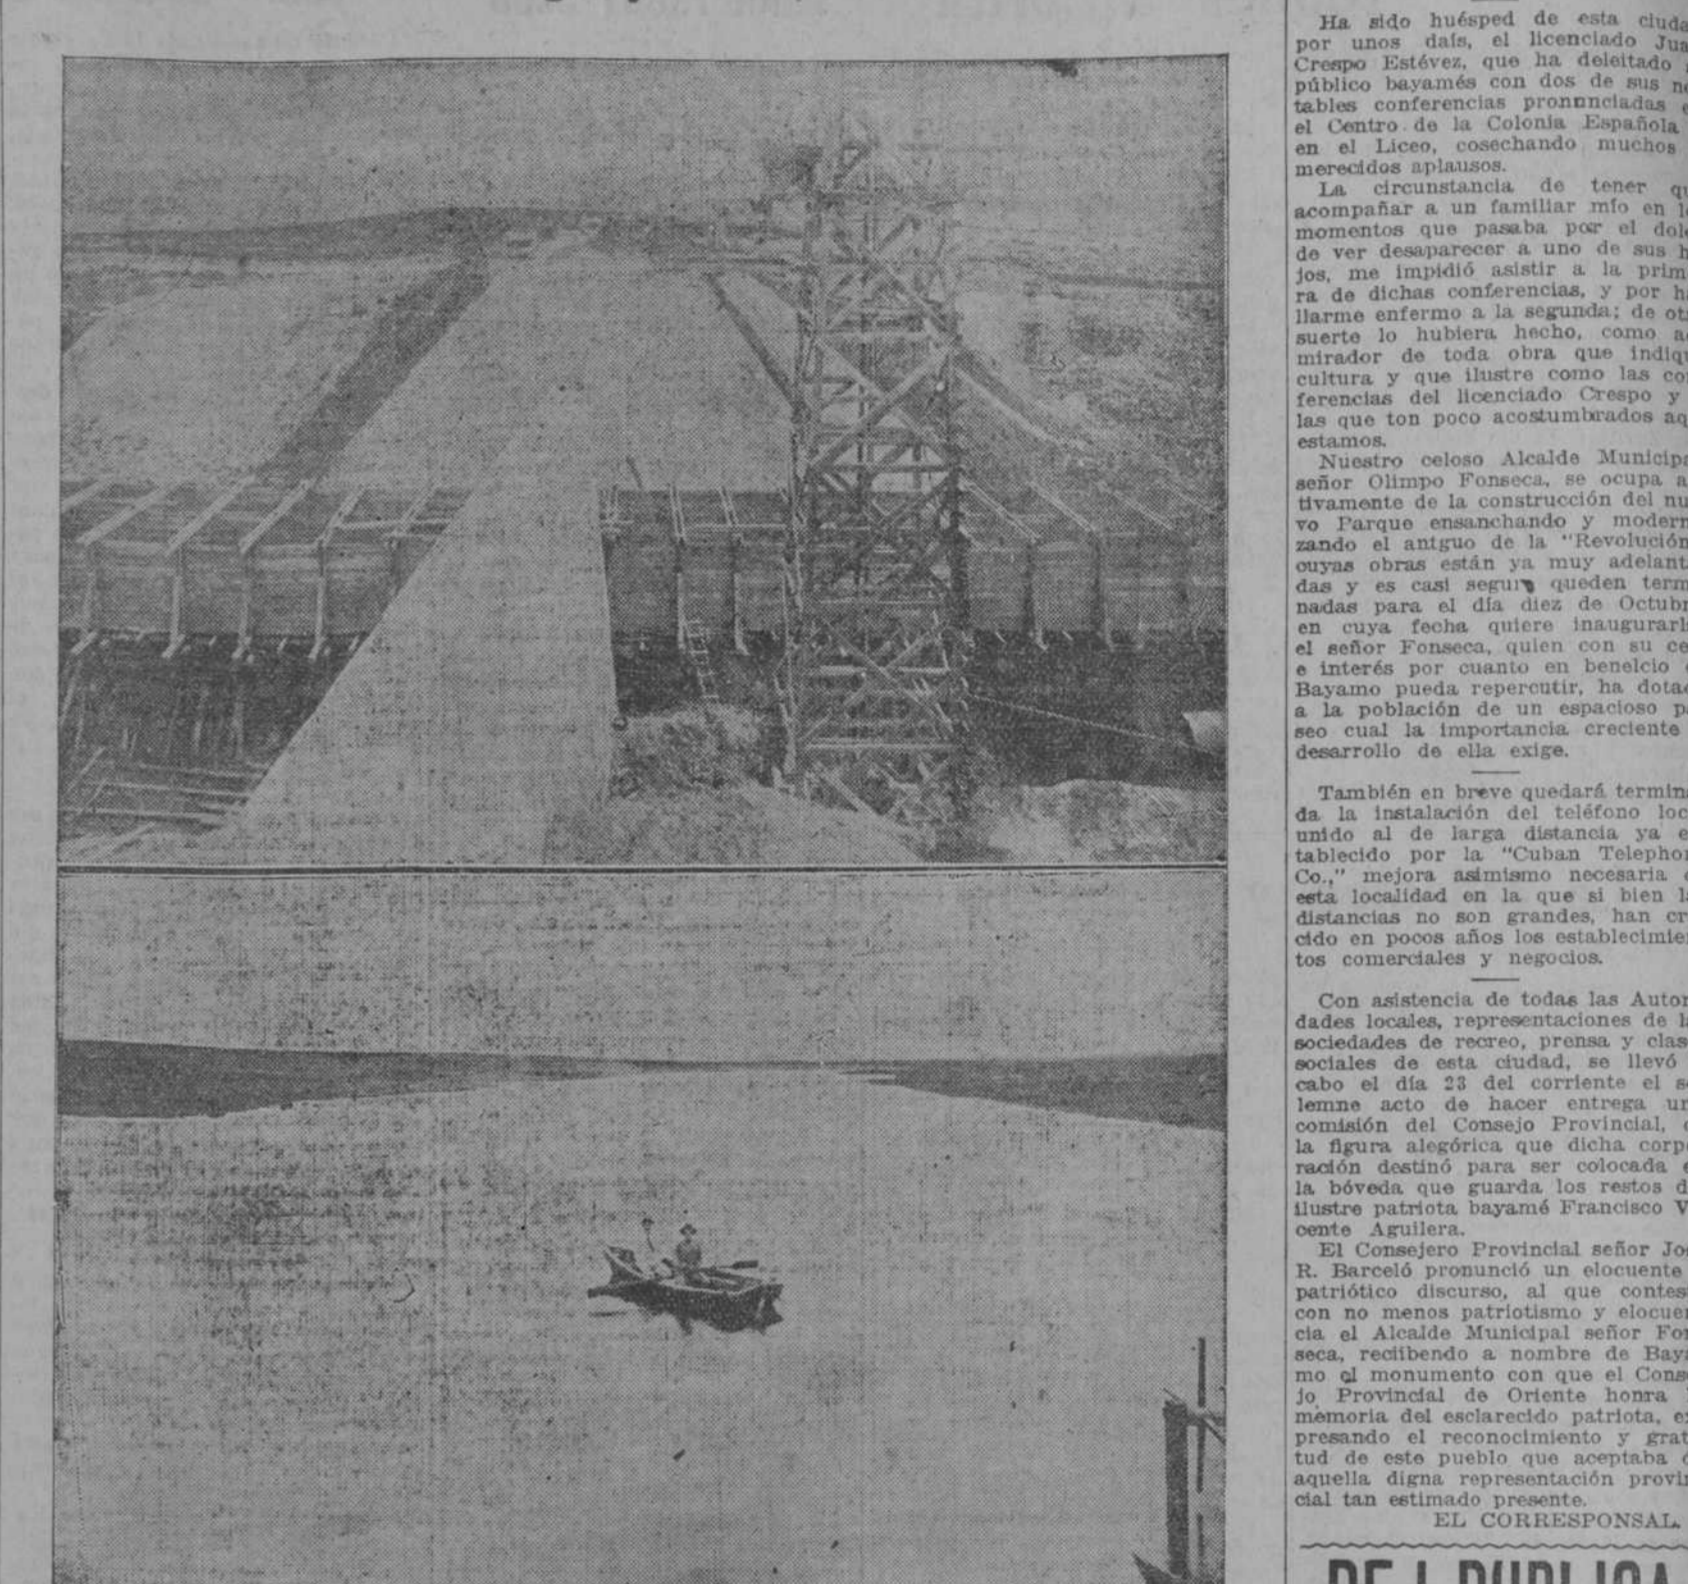 Ha sido huésped de esta ciuda
por unos dais, el licenciado Jua
Crespo Estévez, que ha deleitado
público bayamés con dos de sus no
tables conferencias pronnnciadas e
el Centro de la Colonia Española
en el Liceo, cosechando muchos
merecidos aplausos.
La circunstancia de tener qu
acompañar a un familiar mío en l
momentos que pasaba por el dolo
de ver desaparecer a uno de sus h
jos, me impidió asistir a la prim
ra de dichas conferencias, y por h
llarme enfermo a la segunda; de ot
suerte lo hubiera hecho, como a
mirador de toda obra que indiqu
cultura y que ilustre como las co
ferencias del licenciado Crespo y
las que ton poco acostumbrados aq
estamos.
Nuestro celoso Alcalde Municipa
señor Olimpo Fonseca, se ocupa a
tivamente de la construcción del nu
vo Parque ensanchando y modern
zando el antguo de la "Revolución
cuyas obras están ya muy adelant
das y es casi segur queden term
nadas para el día diez de Octubr
en cuya fecha quiere inaugurarl
el señor Fonseca, quien con su ce
e interés por cuanto en benelcio
Bayamo pueda repercutir, ha dota
a la población de un espacioso p
seo cual la importancia creciente
desarrollo de ella exige.
También en breve quedará termin
da la instalación del teléfono loc
unido al de larga distancia ya e
tablecido por la "Cuban Telephon
Co.," mejora asimismo necesaria e
esta localidad en la que si bien l
distancias no son grandes, han cr
cido en pocos años los establecimien
tos comerciales y negocios.
Con asistencia de todas las Autor
dades locales, representaciones de l
sociedades de recreo, prensa y clas
sociales de esta ciudad, se llevó
cabo el día 23 del corriente el s
lemne acto de hacer entrega un
comisión del Consejo Provincial,
la figura alegórica que dicha corp
ración destinó para ser colocada e
la bóveda que guarda los restos d
ilustre patriota bayamé Francisco V
cente Aguilera.
El Consejero Provincial señor Jo
R. Barceló pronunció un elocuente
patriótico discurso, al que contes
con no menos patriotismo y elocuen
cia el Alcalde Municipal señor Fon
seca, reciibendo a nombre de Bay
mo el monumento con que el Cons
jo Provincial de Oriente honra
memoria del esclarecido patriota, e
presando el reconocimiento y grat
tud de este pueblo que aceptaba
aquella digna representación provin
cial tan estimado presente.
EL CORRESPONSAL.